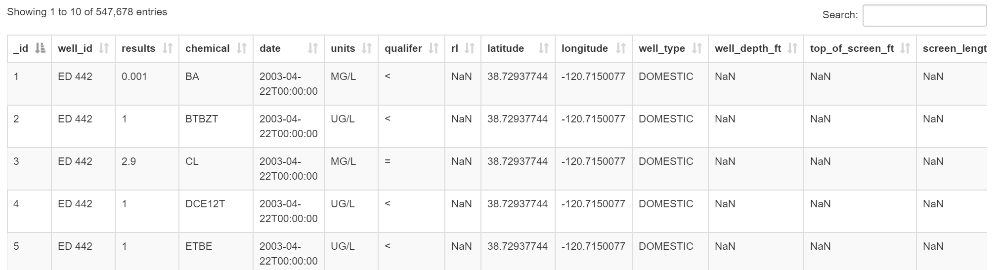 Showing 1 to 10 of 547,678 entries
Search:
_id well_id results chemical date units qualifer rl latitude longitude well_type well_depth_ft top_of_screen_ft screen_lengt
1 ED 442 0.001 BA 2003-04- MG/L < NaN 38.72937744 -120.7150077 DOMESTIC NaN NaN NaN
22T00:00:00
2 ED 442 1 BTBZT 2003-04- UG/L < NaN 38.72937744 -120.7150077 DOMESTIC NaN NaN NaN
22T00:00:00
3 ED 442 2.9 CL 2003-04- MG/L = NaN 38.72937744 -120.7150077 DOMESTIC NaN NaN NaN
22T00:00:00
4 ED 442 1 DCE12T 2003-04- UG/L < NaN 38.72937744 -120.7150077 DOMESTIC NaN NaN NaN
22T00:00:00
5 ED 442 1 ETBE 2003-04- UG/L < NaN 38.72937744 -120.7150077 DOMESTIC NaN NaN NaN
22T00:00:00